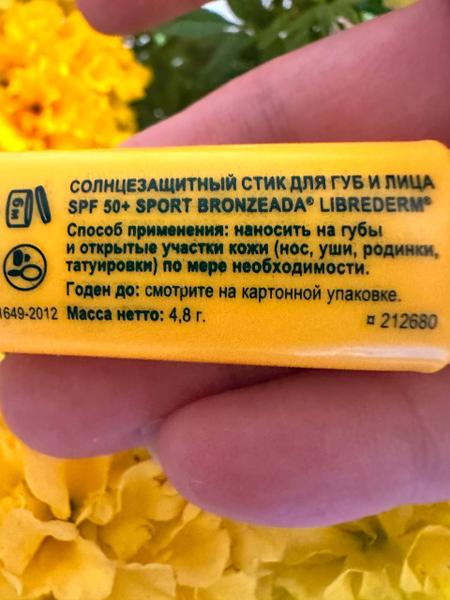 СОЛНЦЕЗАЩИТНЫЙ СТИК ДЛЯ ГУБ И ЛИЦА
SPF 50+ SPORT BRONZEADA® LIBREDERM®
Способ применения: наносить на губы
и открытые участки кожи (нос, уши, родинки,
татуировки) по мере необходимости.
Годен до: смотрите на картонной упаковке.
1649-2012 Масса нетто: 4,8 г.
¤ 212680